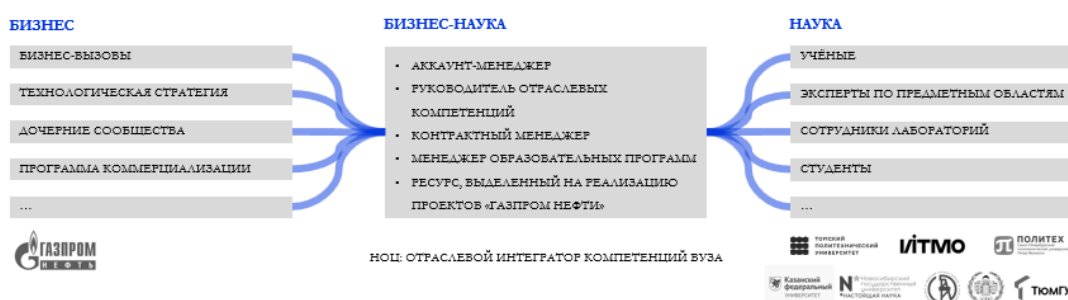 БИЗНЕС
БИЗНЕС-ВЫЗОВЫ
ТЕХНОЛОГИЧЕСКАЯ СТРАТЕГИЯ
ДОЧЕРНИЕ СООБЩЕСТВА
ПРОГРАММА КОММЕРЦИАЛИЗАЦИИ
...
ГАЗПРОМ
НЕФТЬ
БИЗНЕС-НАУКА
• АККАУНТ-МЕНЕДЖЕР
• РУКОВОДИТЕЛЬ ОТРАСЛЕВЫХ
КОМПЕТЕНЦИЙ
• КОНТРАКТНЫЙ МЕНЕДЖЕР
• МЕНЕДЖЕР ОБРАЗОВАТЕЛЬНЫХ ПРОГРАММ
• РЕСУРС, ВЫДЕЛЕННЫЙ НА РЕАЛИЗАЦИЮ
ПРОЕКТОВ «ГАЗПРОМ НЕФТИ»
НОЦ: ОТРАСЛЕВОЙ ИНТЕГРАТОР КОМПЕТЕНЦИЙ ВУЗА
НАУКА
УЧЁНЫЕ
ЭКСПЕРТЫ ПО ПРЕДМЕТНЫМ ОБЛАСТЯМ
СОТРУДНИКИ ЛАБОРАТОРИЙ
СТУДЕНТЫ
...
ТОМСКИЙ
ПОЛИТЕХНИЧЕСКИЙ
УНИВЕРСИТЕТ
ИТМО
ПОЛИТЕХ
Казанский
федеральный
УНИВЕРСИТЕТ
N*
Новосибирский
государственный
университет
*НАСТОЯЩАЯ НАУКА